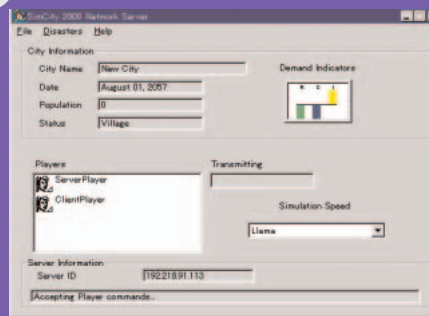 SimCity 2000 Network Server
File Disasters Help
City Information
City Name New City
Demand Indicators
Date August 01, 2057
R C I
Population 0
Status Village
Players
Transmitting
ServerPlayer
ClientPlayer
Simulation Speed
Llama
Server Information
Server ID 192.218.91.113
Accepting Player commands..